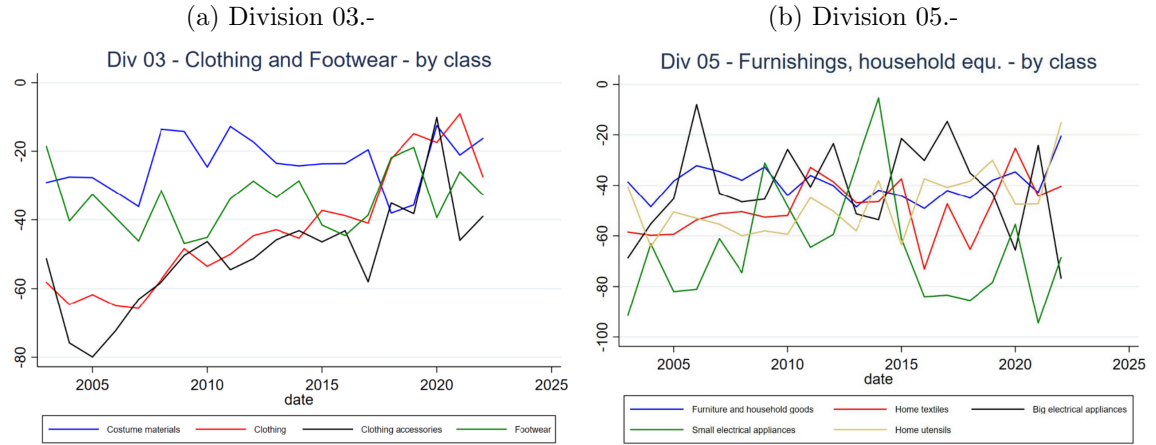 (a) Division 03.-
Div 03 - Clothing and Footwear - by class
0
-20
-40
-60
-80
2005 2010 2015 2020 2025
date
Costume materials Clothing Clothing accessories Footwear
(b) Division 05.-
Div 05 - Furnishings, household equ. - by class
0
-20
-40
-60
-80
-100
2005 2010 2015 2020 2025
date
Furniture and household goods Home textiles Big electrical appliances
Small electrical appliances Home utensils